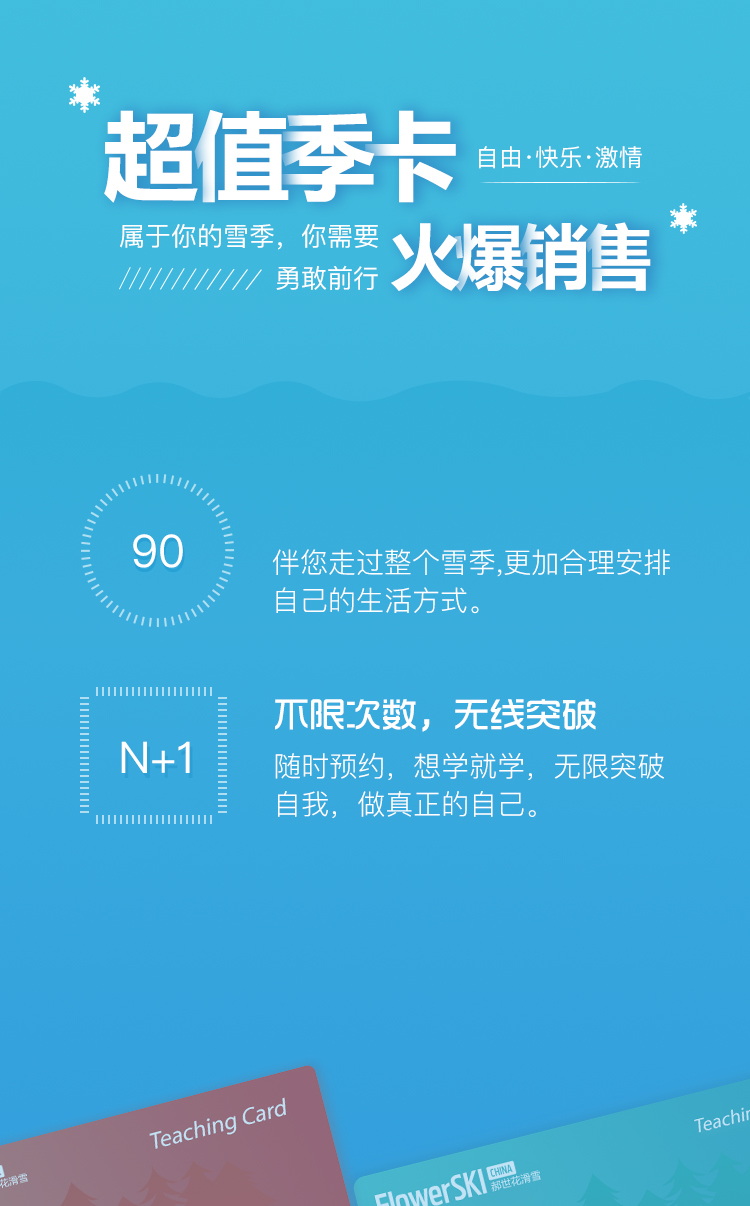 超值季卡
自由·快乐·激情
属于你的雪季，你需要
勇敢前行
火爆销售
90
伴您走过整个雪季,更加合理安排
自己的生活方式。
N+1
不限次数，无线突破
随时预约，想学就学，无限突破
自我，做真正的自己。
Teaching Card
花滑雪
FlowerSKI CHINA
郝世花滑雪